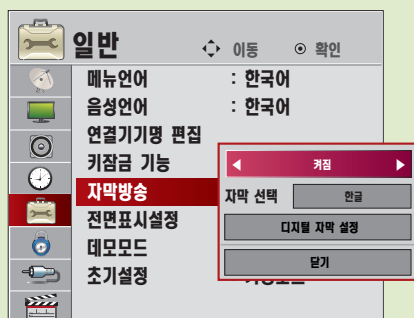 일반
이동 확인
메뉴언어 : 한국어
음성언어 : 한국어
연결기기명 편집
키잠금 기능
자막방송
전면표시설정
데모모드
초기설정
켜짐
자막 선택 한글
디지털 자막 설정
닫기